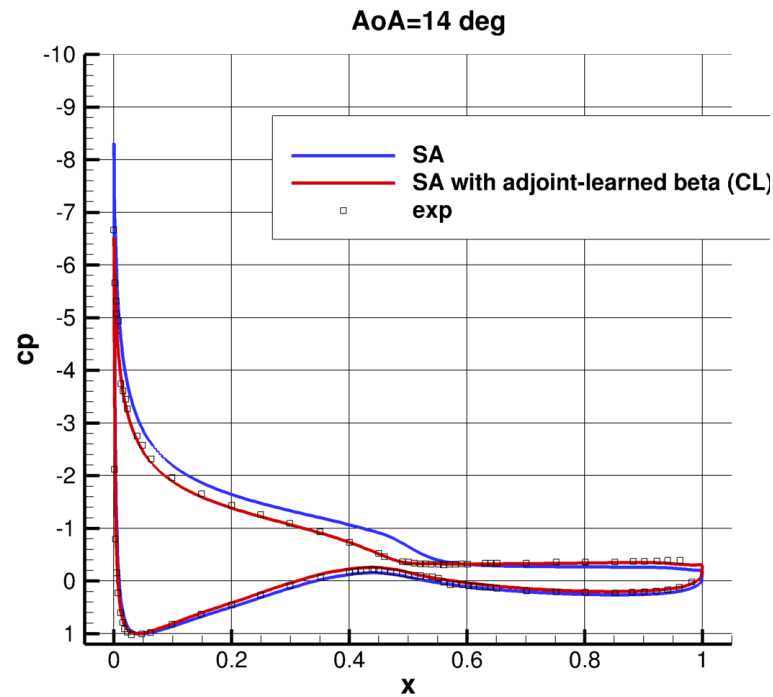 AoA=14 deg
-10
-9
-8
-7
-6
-5
-4
-3
-2
-1
0
1
cp
SA
SA with adjoint-learned beta (CL)
exp
0 0.2 0.4 0.6 0.8 1
x